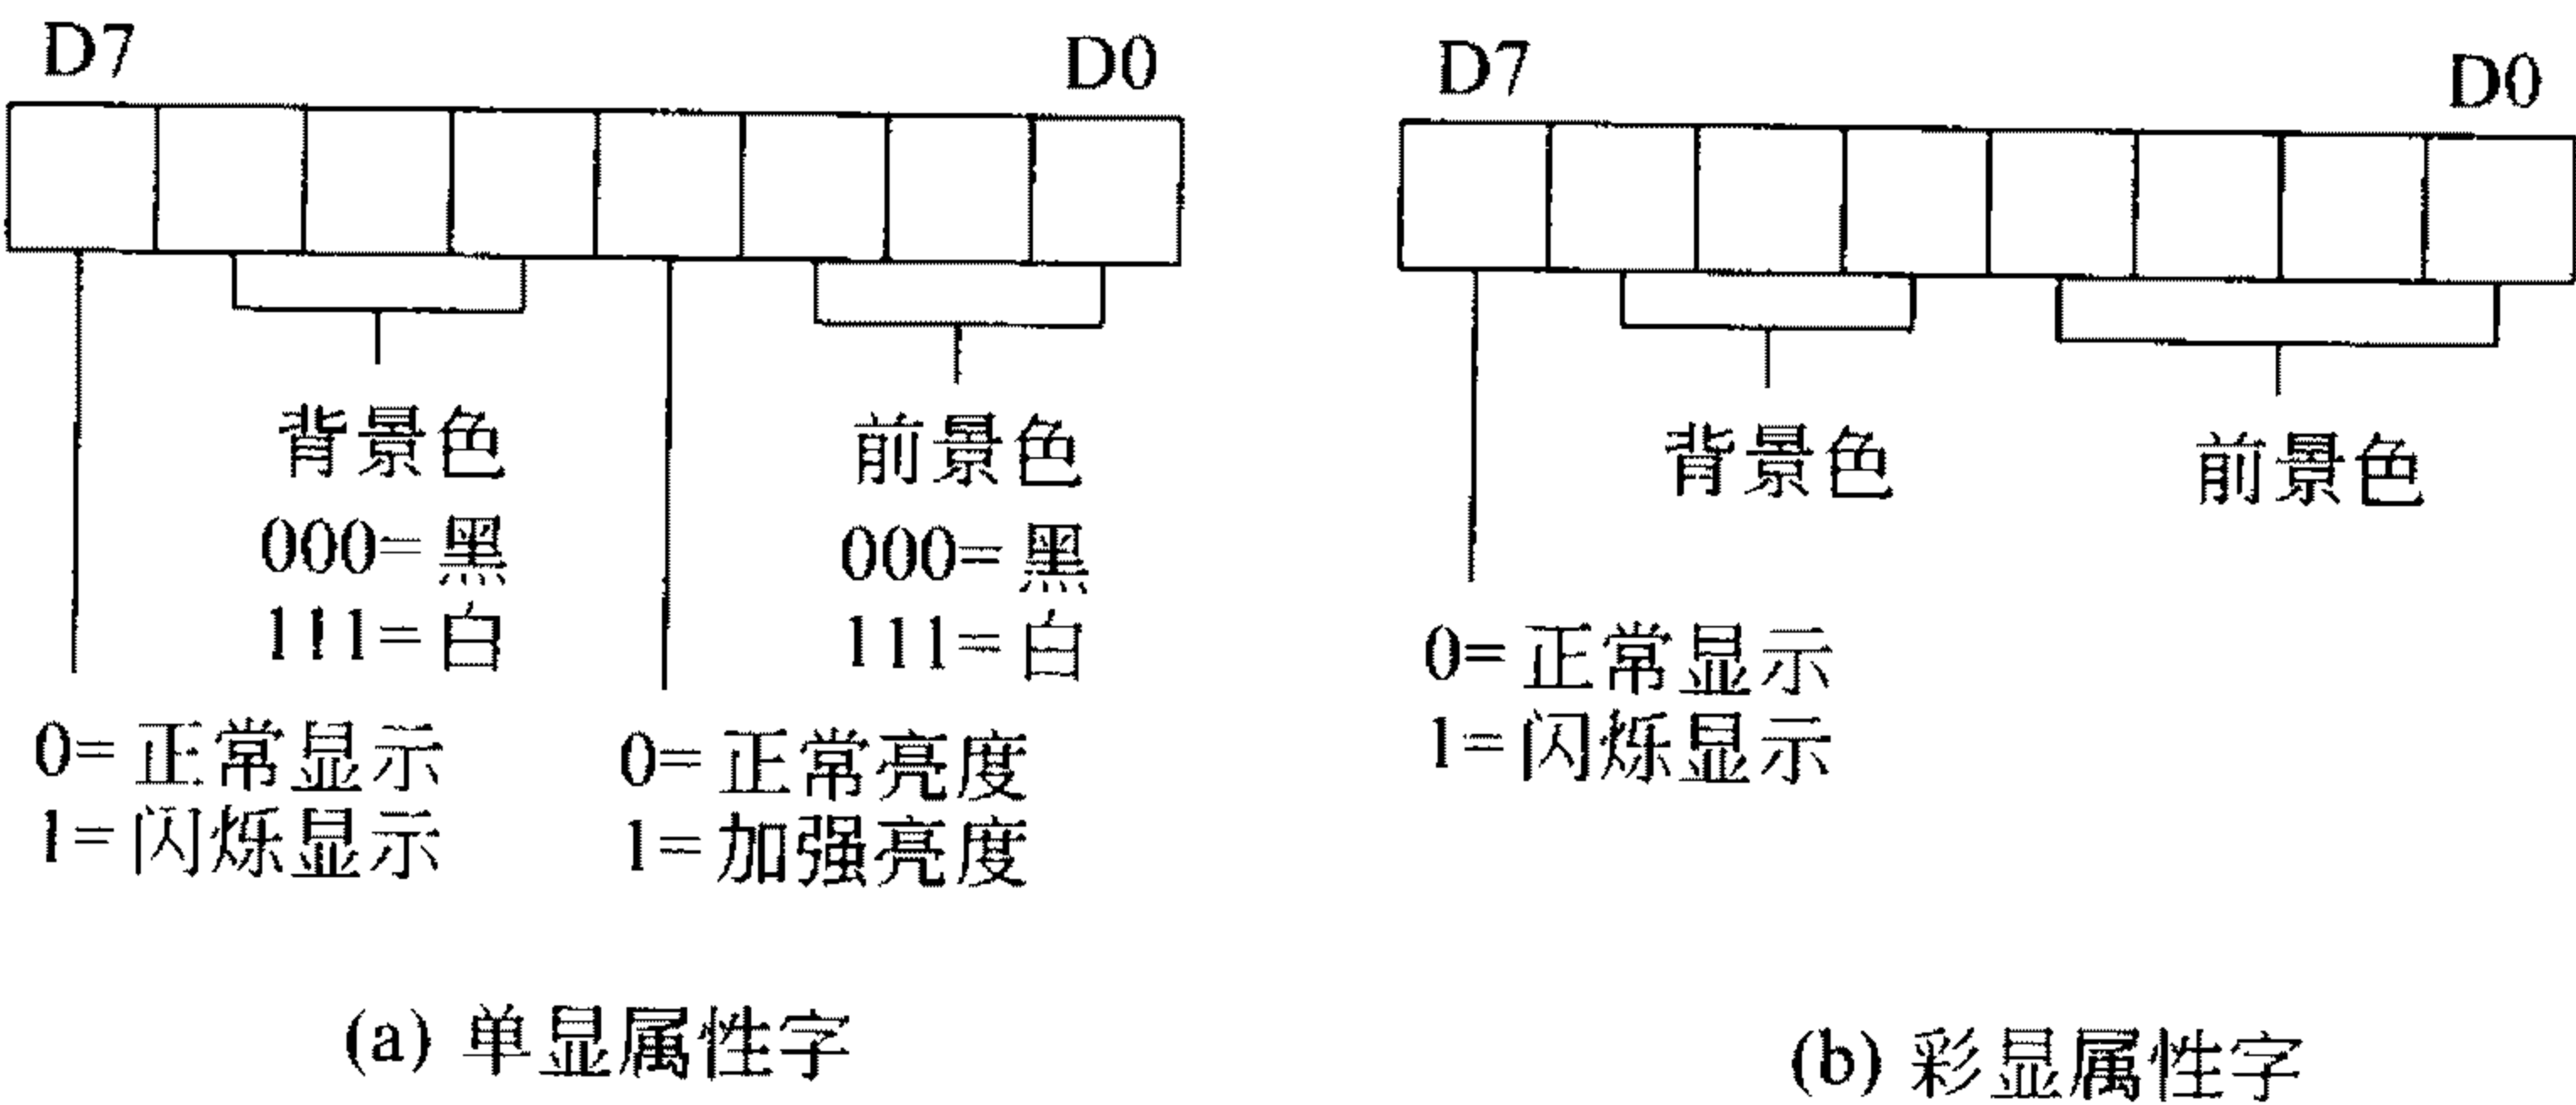 D7 D0
背景色 前景色
000=黑 000=黑
111=白 111=白
0=正常显示 0=正常亮度
1=闪烁显示 1=加强亮度
(a) 单显属性字
D7 D0
背景色 前景色
0=正常显示
1=闪烁显示
(b) 彩显属性字